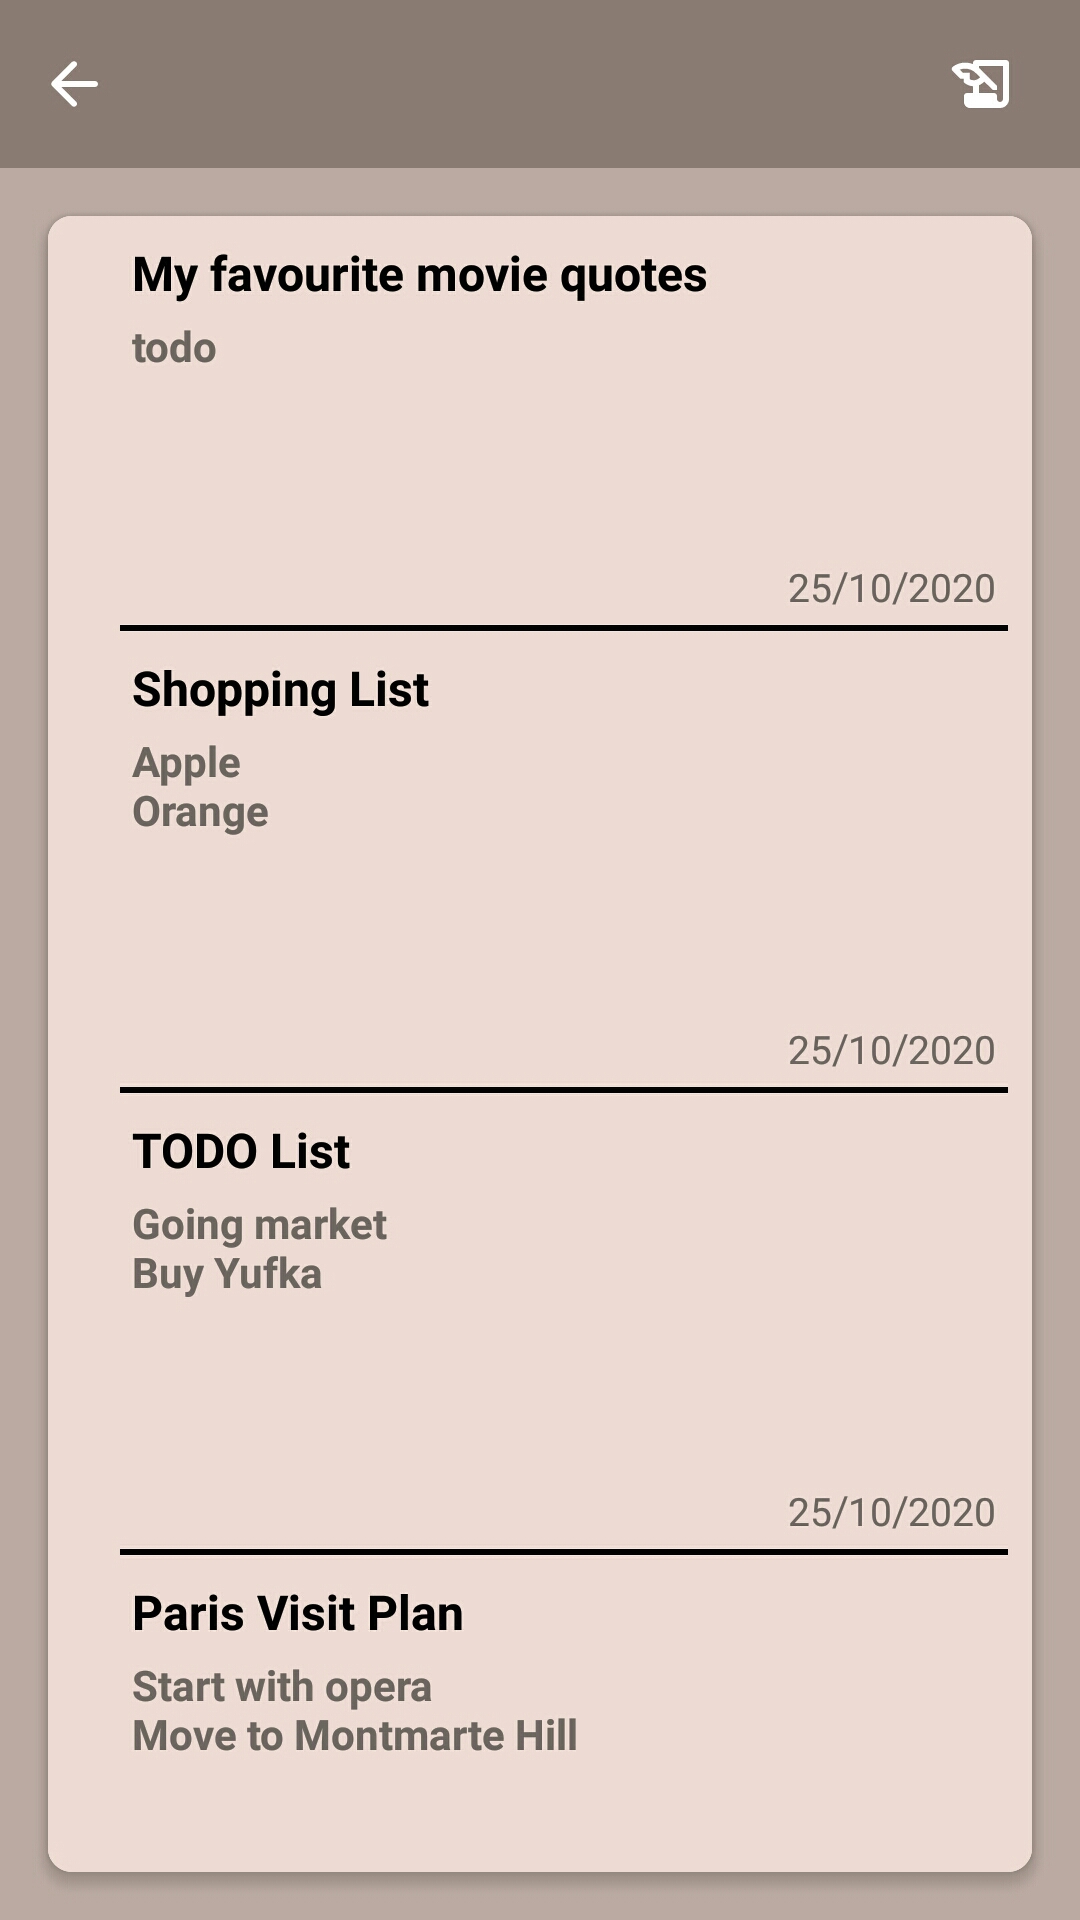 My favourite movie quotes
todo
25/10/2020
Shopping List
Apple
Orange
25/10/2020
TODO List
Going market
Buy Yufka
25/10/2020
Paris Visit Plan
Start with opera
Move to Montmarte Hill